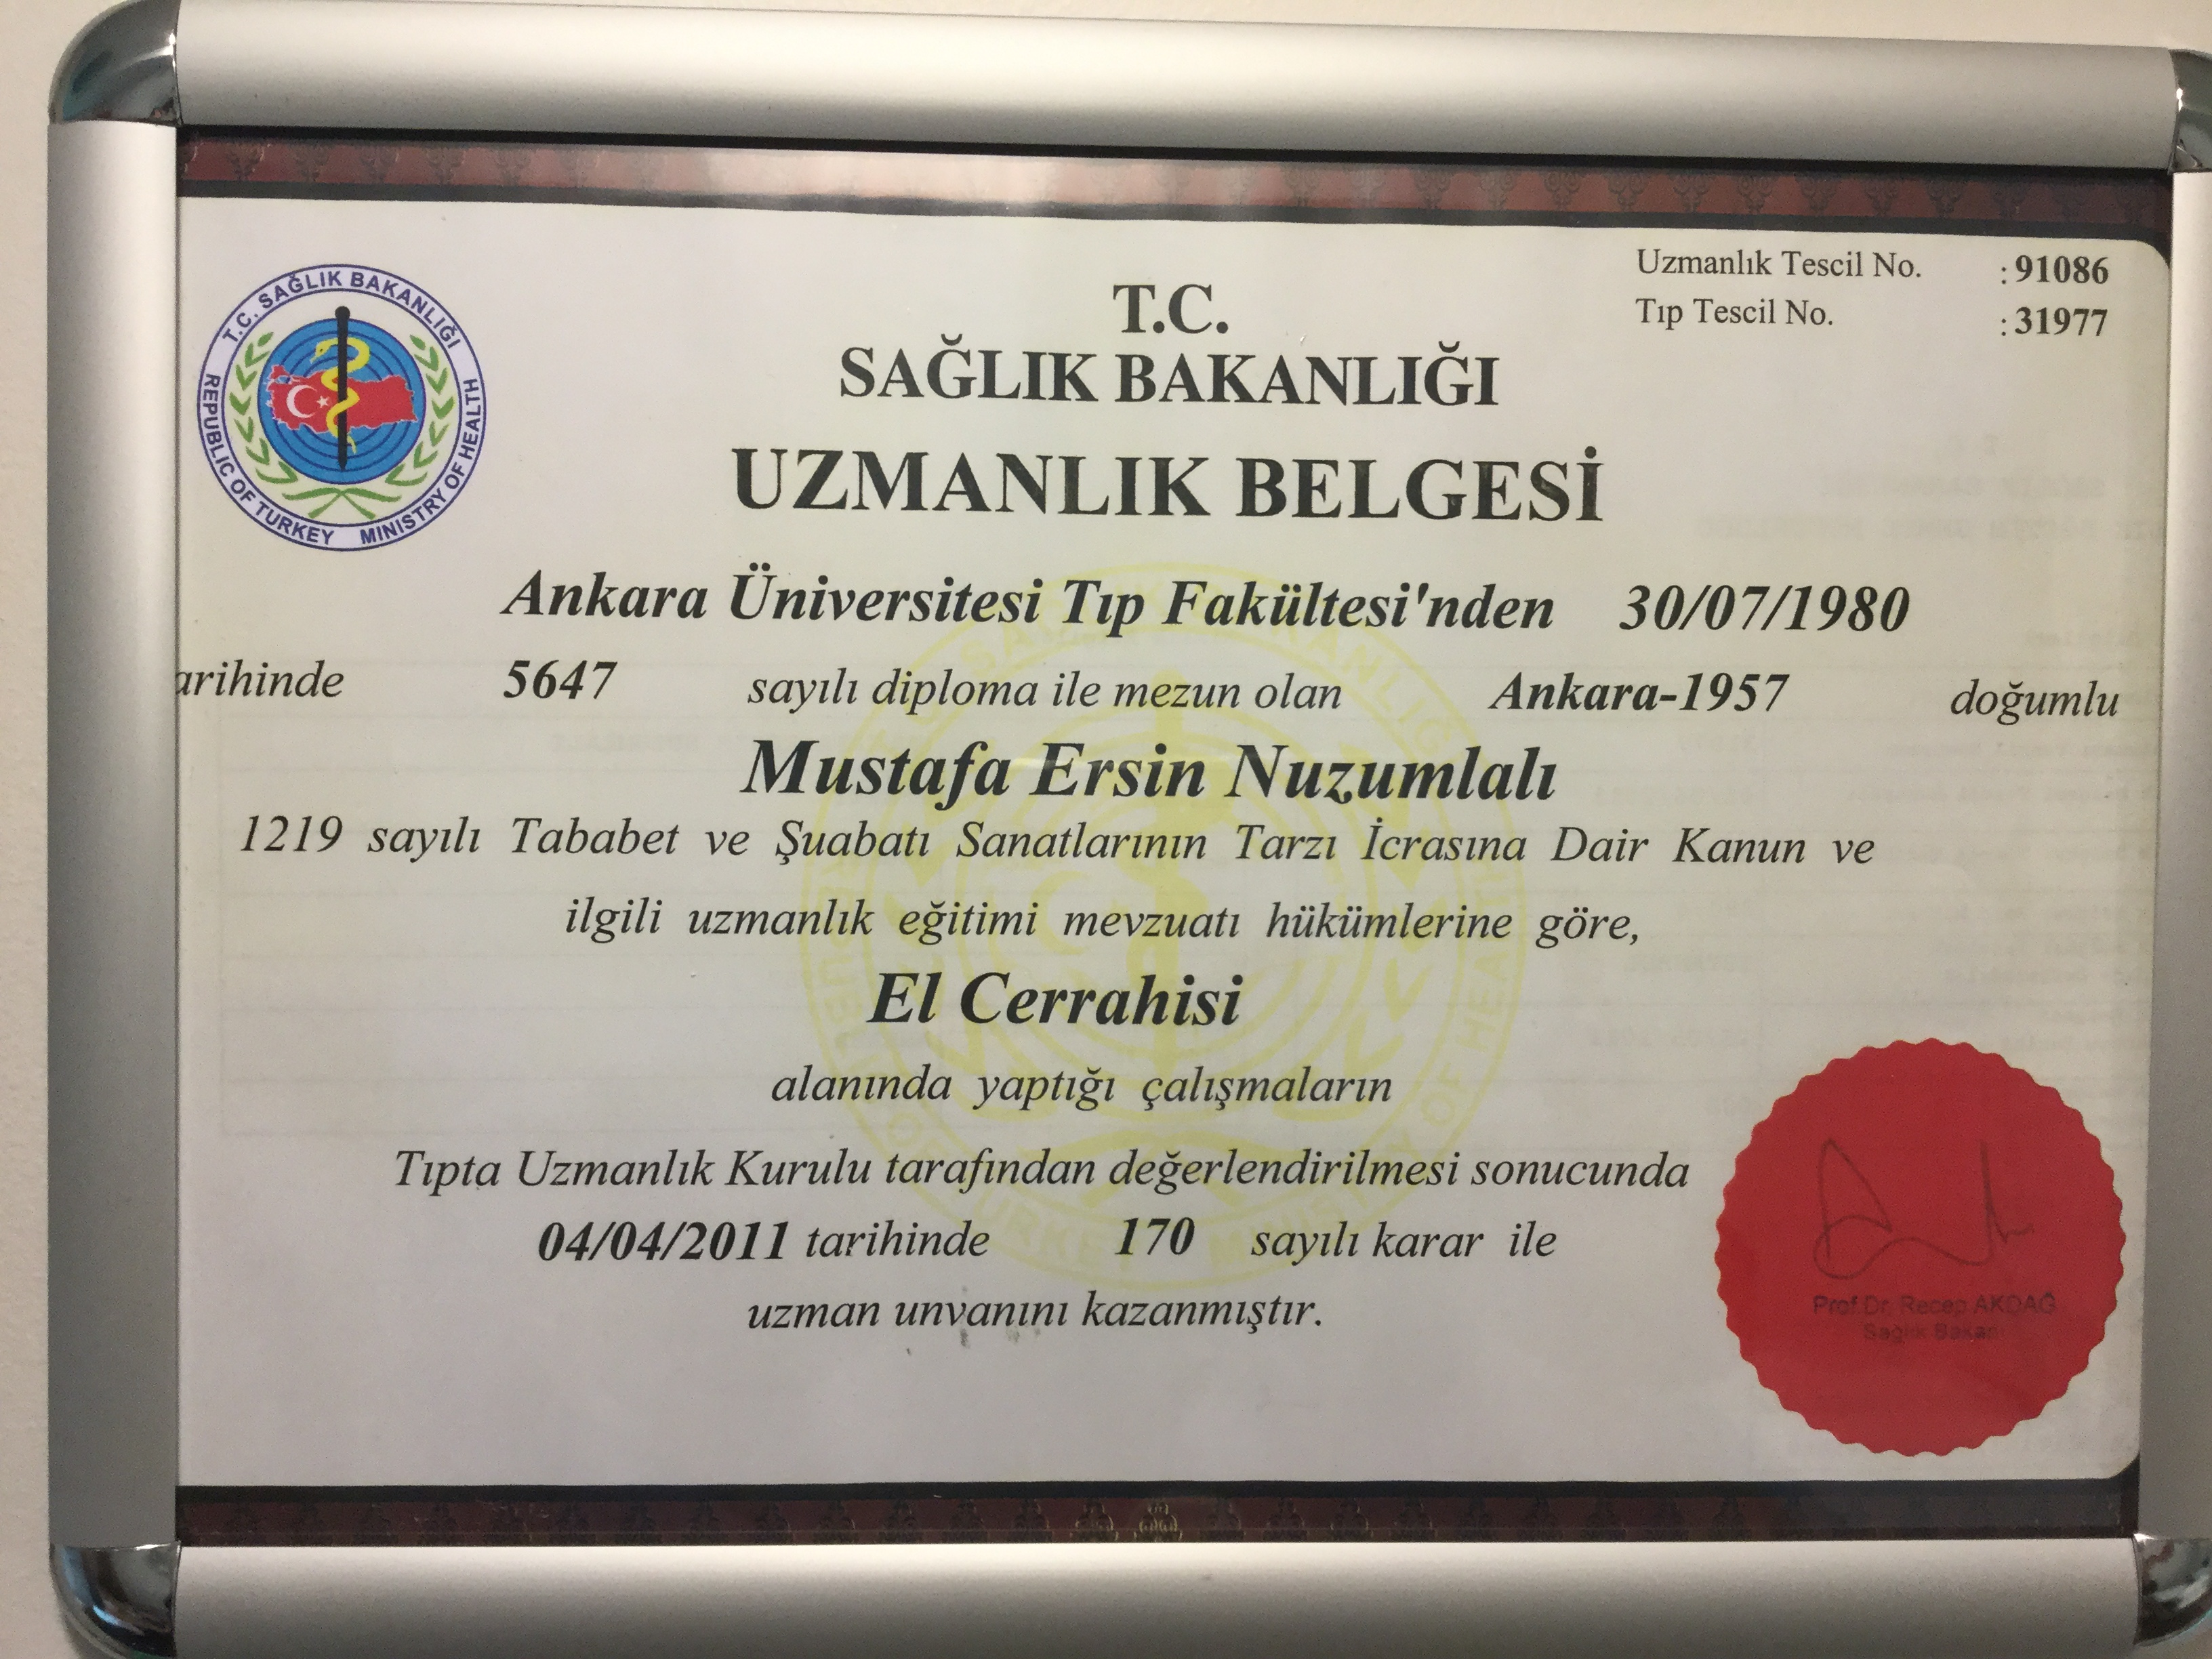 T.C. SAĞLIK BAKANLIĞI
REPUBLIC OF TURKEY MINISTRY OF HEALTH
Uzmanlık Tescil No. : 91086
Tıp Tescil No. : 31977
T.C.
SAĞLIK BAKANLIĞI
UZMANLIK BELGESİ
Ankara Üniversitesi Tıp Fakültesi'nden 30/07/1980
arihinde 5647 sayılı diploma ile mezun olan Ankara-1957 doğumlu
Mustafa Ersin Nuzumlalı
1219 sayılı Tababet ve Şuabatı Sanatlarının Tarzı İcrasına Dair Kanun ve
ilgili uzmanlık eğitimi mevzuatı hükümlerine göre,
El Cerrahisi
alanında yaptığı çalışmaların
Tıpta Uzmanlık Kurulu tarafından değerlendirilmesi sonucunda
04/04/2011 tarihinde 170 sayılı karar ile
uzman unvanını kazanmıştır.
Prof.Dr. Recep AKDAĞ
Sağlık Bakanı